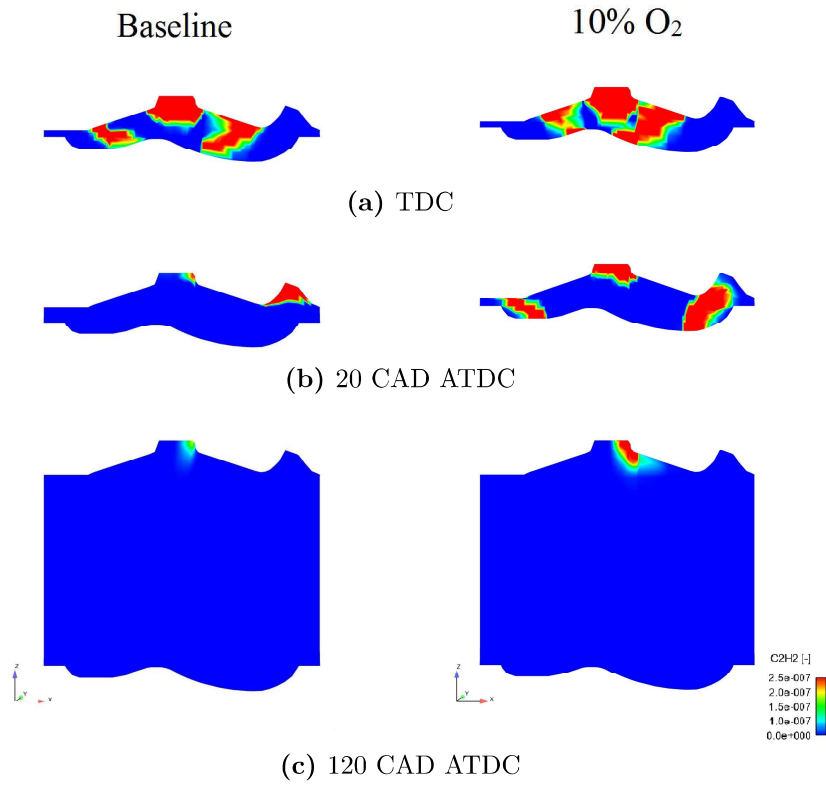 Baseline 10% O₂
(a) TDC
(b) 20 CAD ATDC
(c) 120 CAD ATDC
C2H2 [-]
2.5e-007
2.0e-007
1.5e-007
1.0e-007
0.0e+000
Z
Y
Z
Y
X